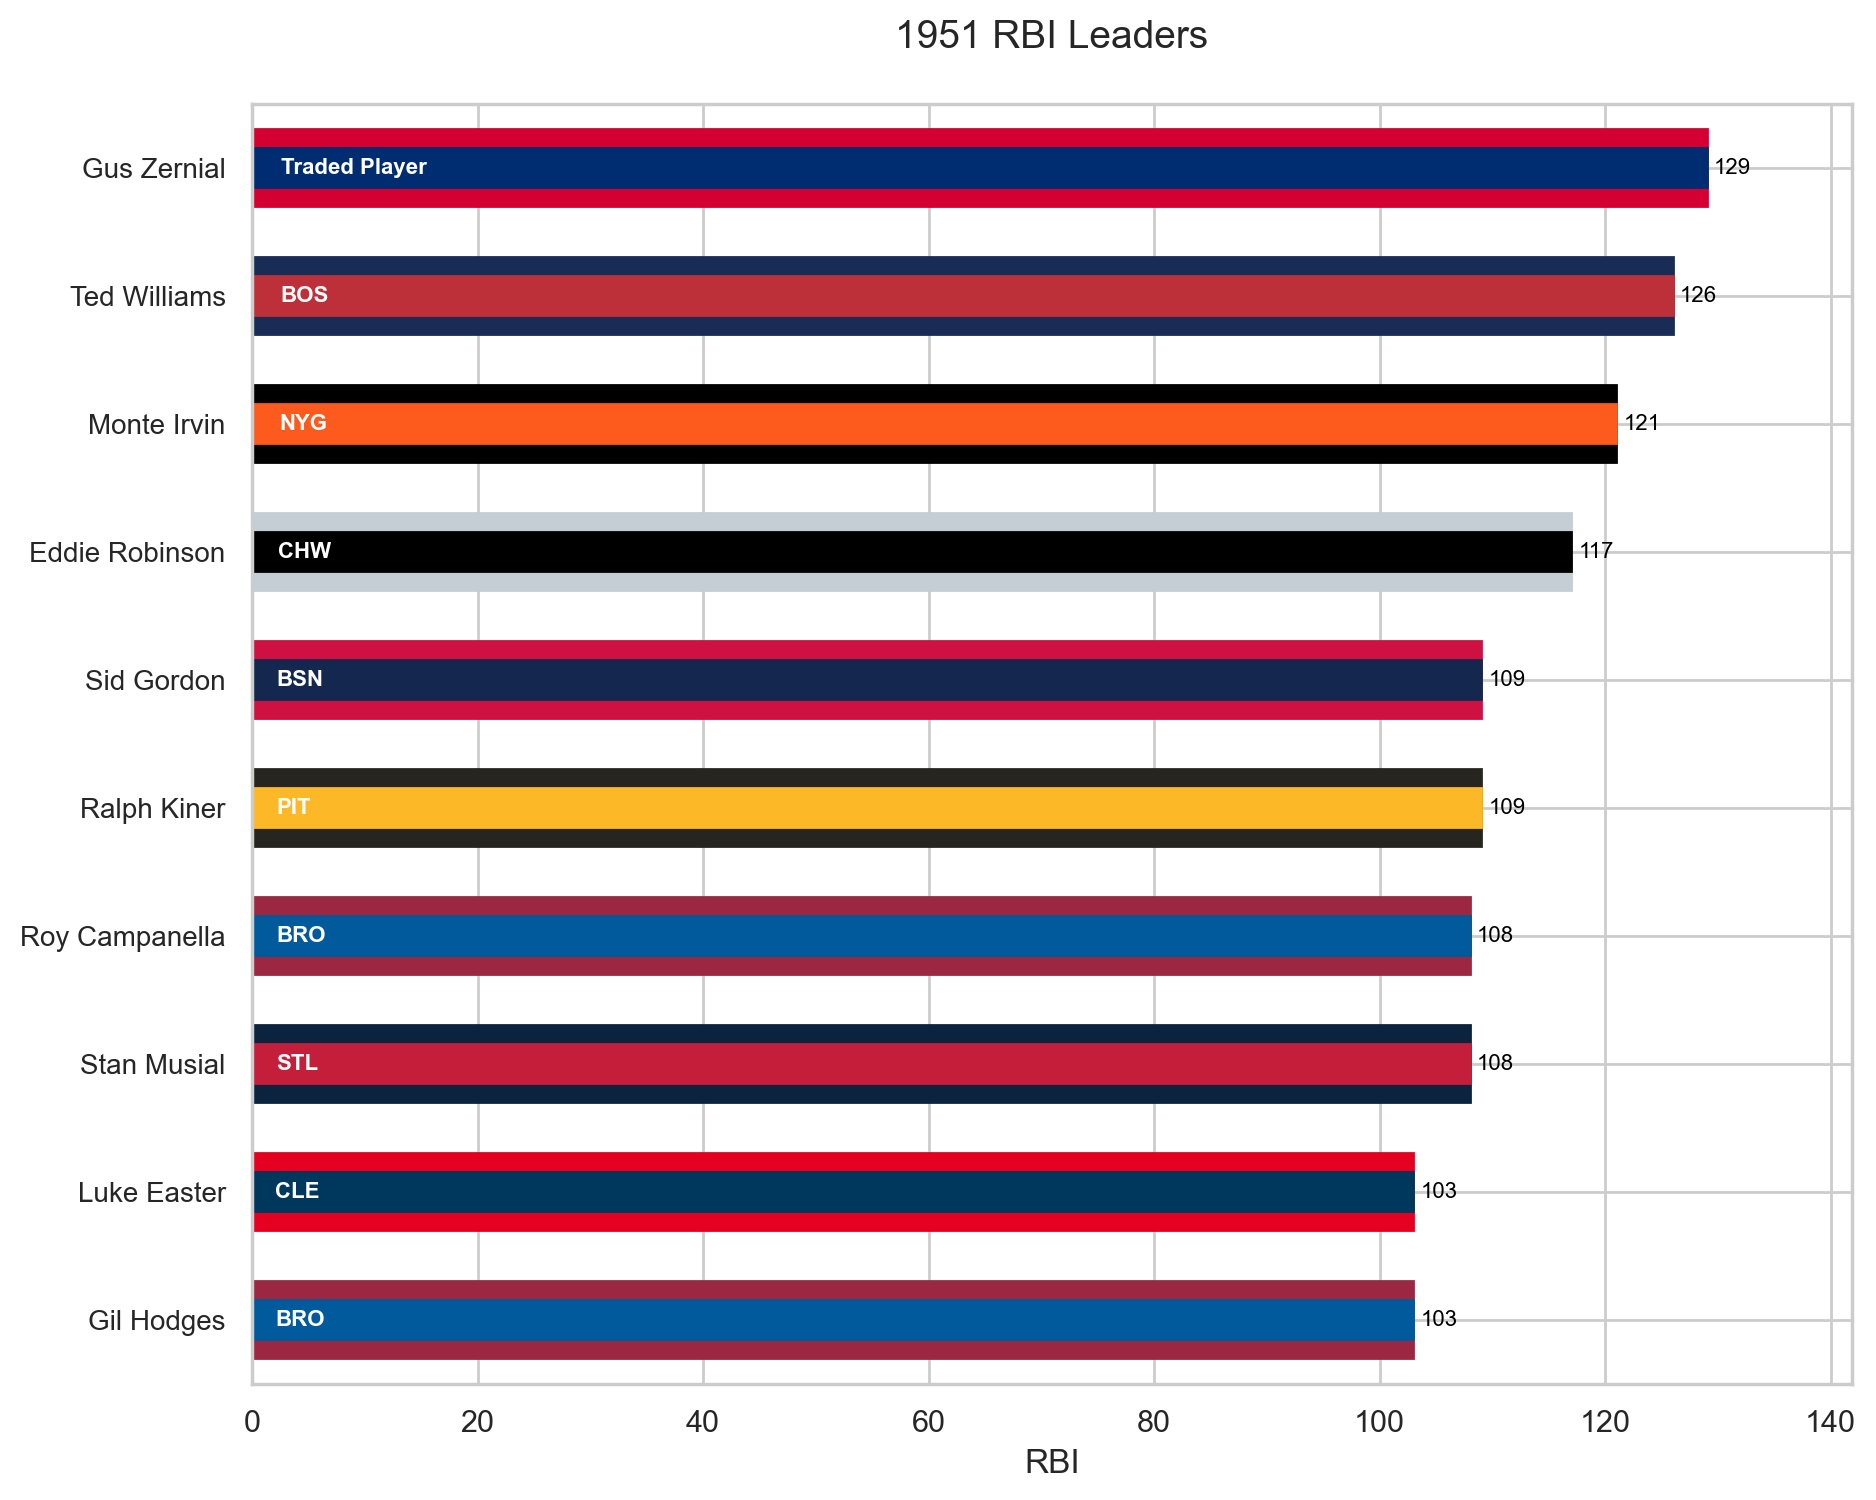 1951 RBI Leaders
Gus Zernial Traded Player 129
Ted Williams BOS 126
Monte Irvin NYG 121
Eddie Robinson CHW 117
Sid Gordon BSN 109
Ralph Kiner PIT 109
Roy Campanella BRO 108
Stan Musial STL 108
Luke Easter CLE 103
Gil Hodges BRO 103
0 20 40 60 80 100 120 140
RBI